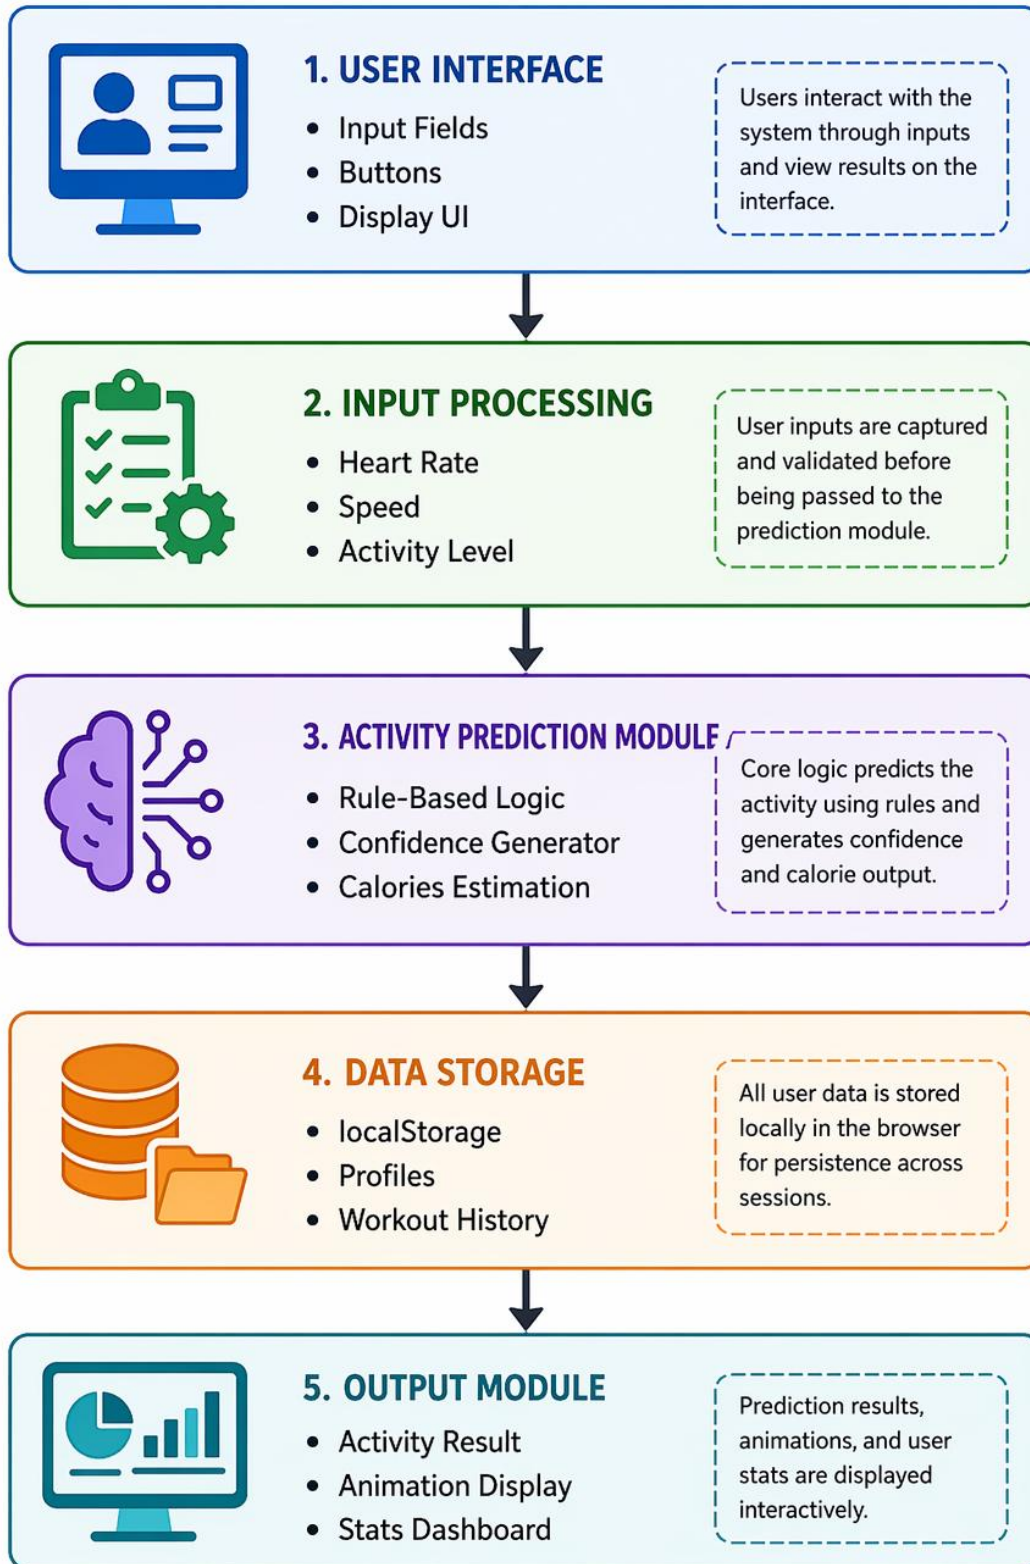 1. USER INTERFACE
• Input Fields
• Buttons
• Display UI
Users interact with the
system through inputs
and view results on the
interface.
2. INPUT PROCESSING
• Heart Rate
• Speed
• Activity Level
User inputs are captured
and validated before
being passed to the
prediction module.
3. ACTIVITY PREDICTION MODULE
• Rule-Based Logic
• Confidence Generator
• Calories Estimation
Core logic predicts the
activity using rules and
generates confidence
and calorie output.
4. DATA STORAGE
• localStorage
• Profiles
• Workout History
All user data is stored
locally in the browser
for persistence across
sessions.
5. OUTPUT MODULE
• Activity Result
• Animation Display
• Stats Dashboard
Prediction results,
animations, and user
stats are displayed
interactively.